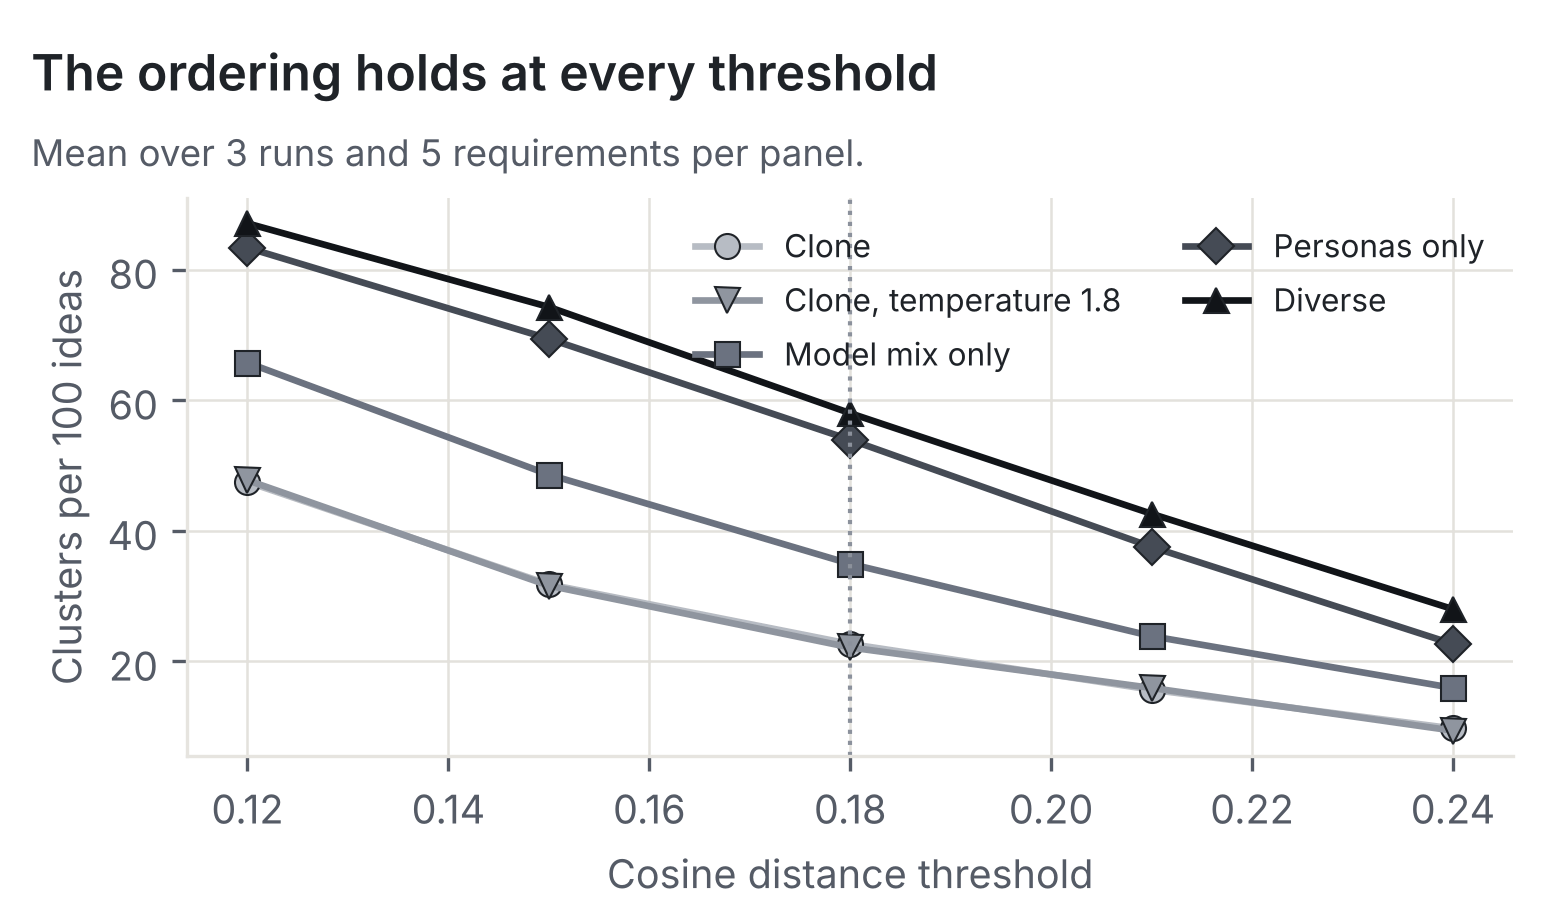 The ordering holds at every threshold
Mean over 3 runs and 5 requirements per panel.
Clone
Clone, temperature 1.8
Model mix only
Personas only
Diverse
Clusters per 100 ideas
80
60
40
20
0.12
0.14
0.16
0.18
0.20
0.22
0.24
Cosine distance threshold